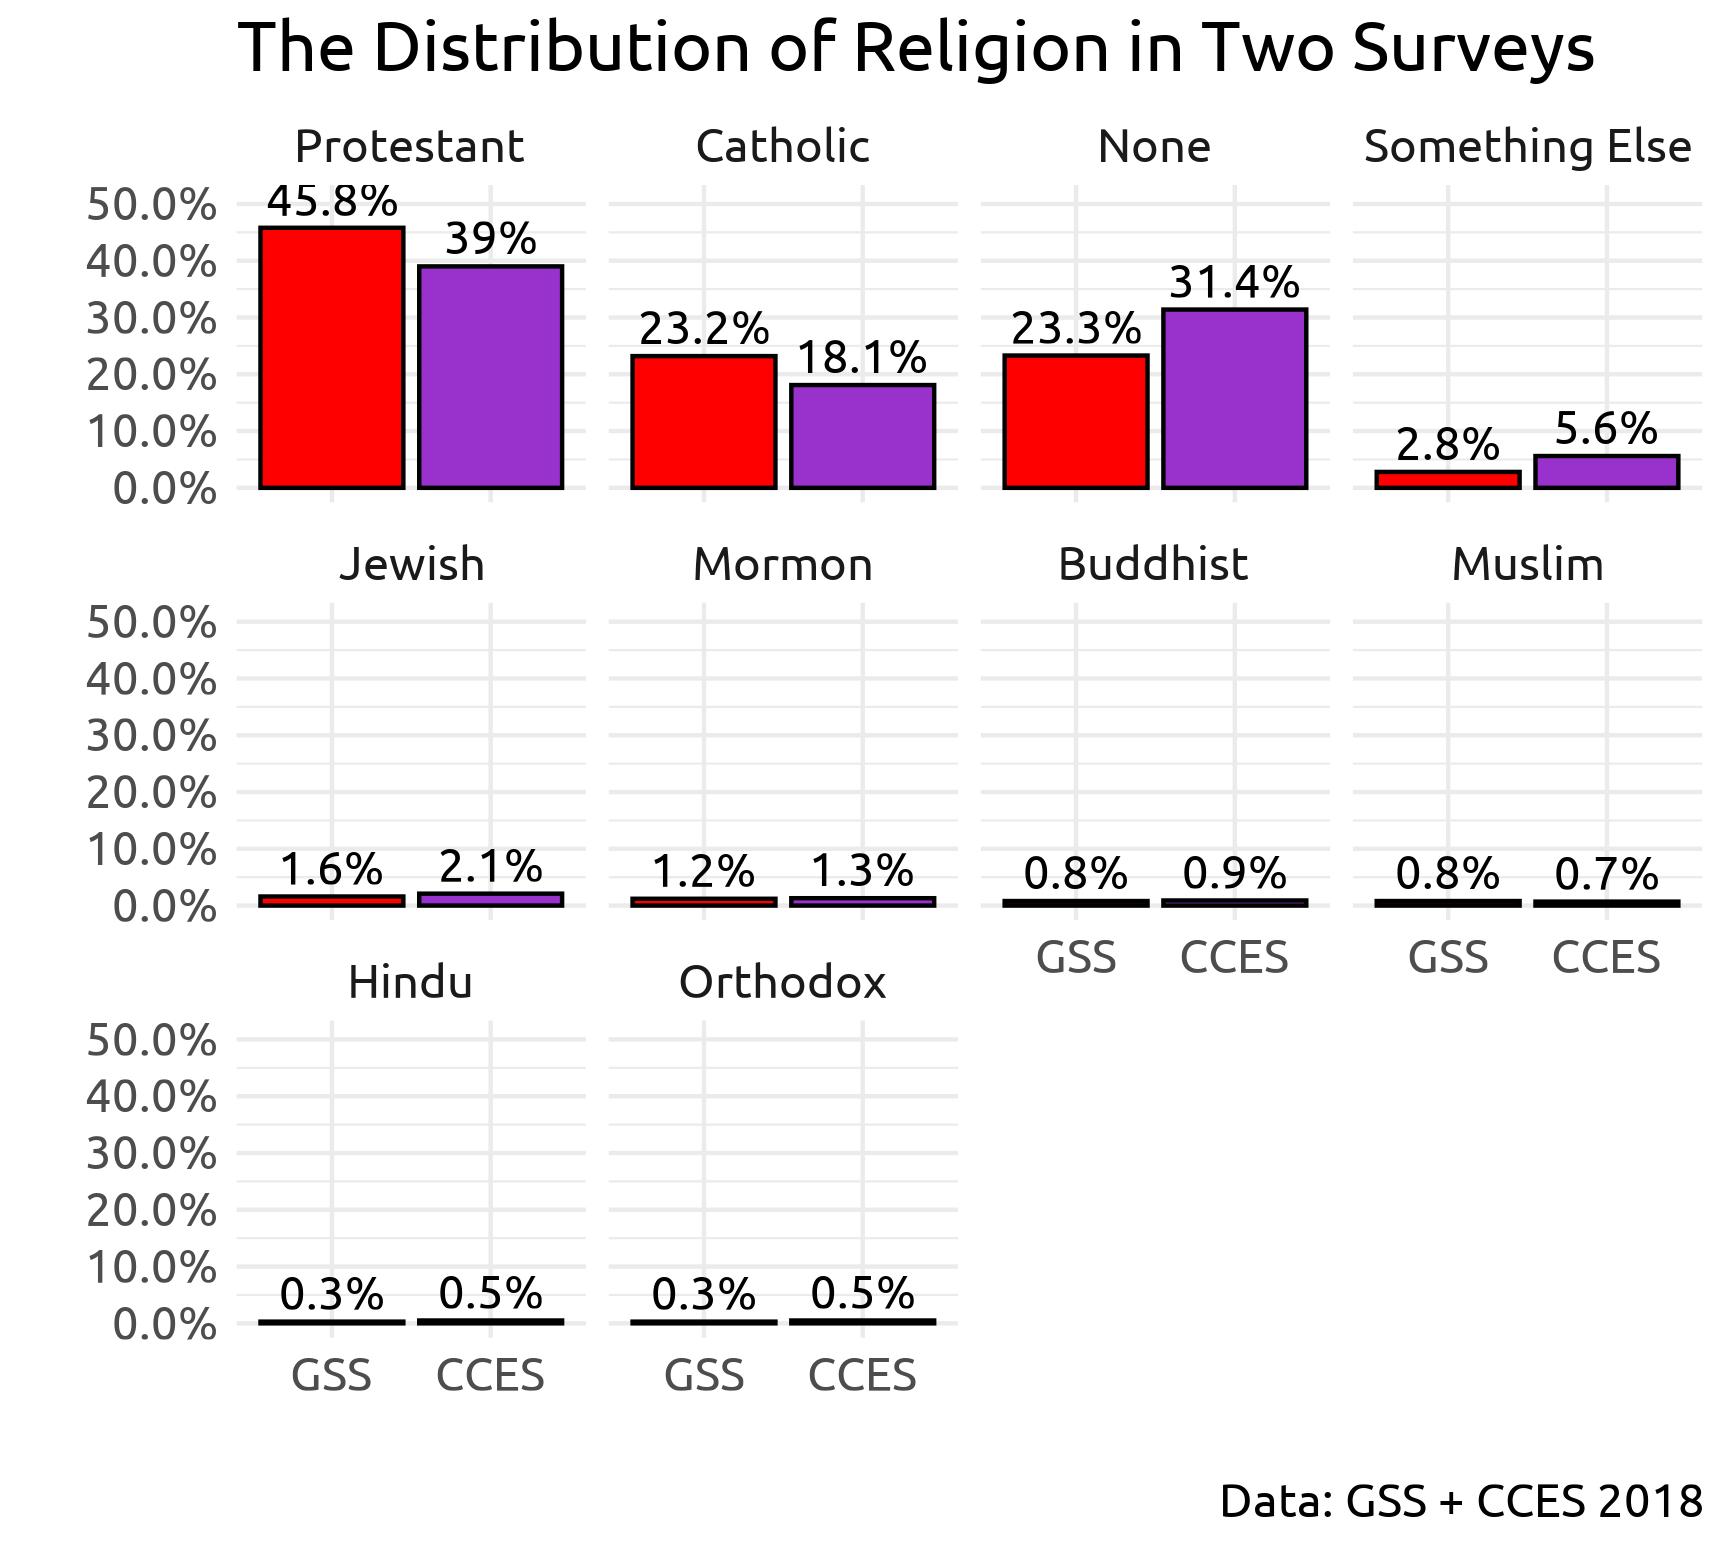 The Distribution of Religion in Two Surveys
Protestant Catholic None Something Else
50.0%
40.0%
30.0%
20.0%
10.0%
0.0%
45.8% 39% 23.2% 18.1% 23.3% 31.4% 2.8% 5.6%
Jewish Mormon Buddhist Muslim
50.0%
40.0%
30.0%
20.0%
10.0%
0.0%
1.6% 2.1% 1.2% 1.3% 0.8% 0.9% 0.8% 0.7%
GSS CCES GSS CCES
Hindu Orthodox
50.0%
40.0%
30.0%
20.0%
10.0%
0.0%
0.3% 0.5% 0.3% 0.5%
GSS CCES GSS CCES
Data: GSS + CCES 2018